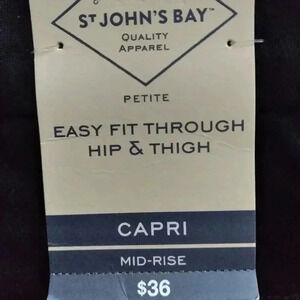 ST JOHN'S BAY™
QUALITY
APPAREL
PETITE
EASY FIT THROUGH
HIP & THIGH
CAPRI
MID-RISE
$36